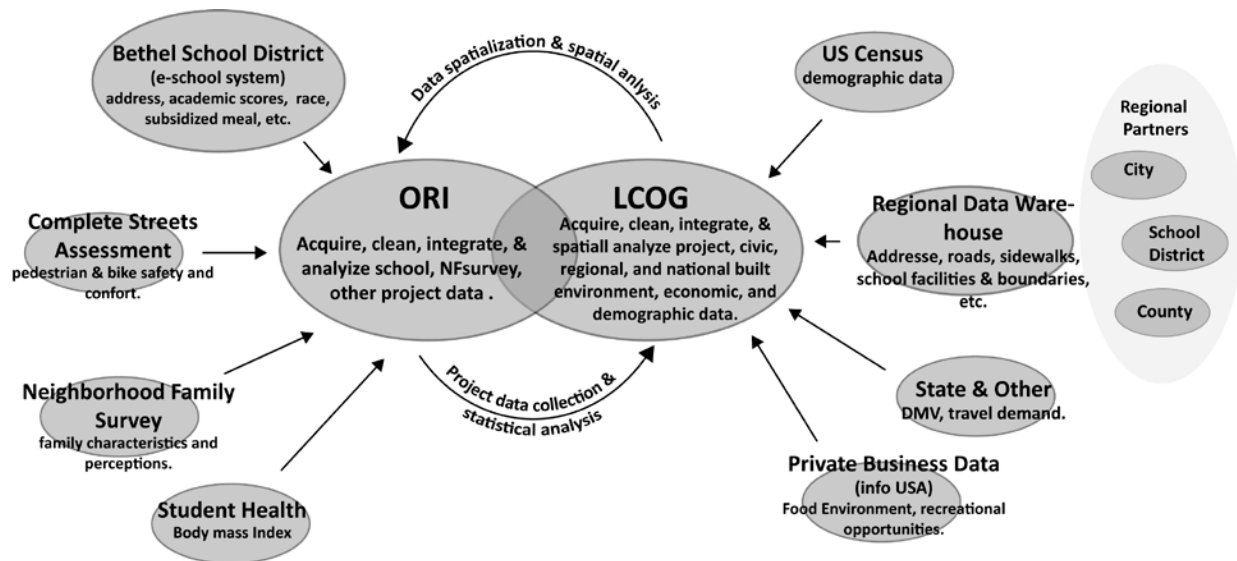 Bethel School District
(e-school system)
address, academic scores, race,
subsidized meal, etc.
Data spatialization & spatial anlysis
US Census
demographic data
Regional
Partners
City
School
District
County
ORI
Acquire, clean, integrate, &
analyize school, NFsurvey,
other project data .
LCOG
Acquire, clean, integrate, &
spatiall analyze project, civic,
regional, and national built
environment, economic, and
demographic data.
Complete Streets
Assessment
pedestrian & bike safety and
confort.
Regional Data Ware-
house
Addresse, roads, sidewalks,
school facilities & boundaries,
etc.
Neighborhood Family
Survey
family characteristics and
perceptions.
Project data collection &
statistical analysis
State & Other
DMV, travel demand.
Student Health
Body mass Index
Private Business Data
(info USA)
Food Environment, recreational
opportunities.